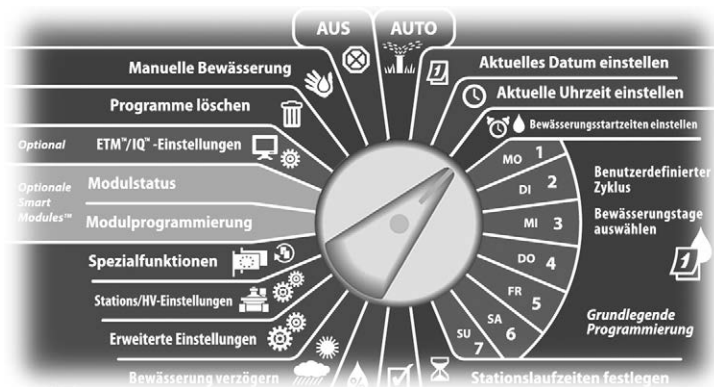 AUS
AUTO
Manuelle Bewässerung
Programme löschen
Optional
ETM™/IQ™ -Einstellungen
Optionale
Smart
Modules™
Modulstatus
Modulprogrammierung
Spezialfunktionen
Stations/HV-Einstellungen
Erweiterte Einstellungen
Bewässerung verzögern
%
1
Aktuelles Datum einstellen
Aktuelle Uhrzeit einstellen
Bewässerungsstartzeiten einstellen
MO 1
DI 2
MI 3
DO 4
FR 5
SA 6
SU 7
Benutzerdefinierter
Zyklus
Bewässerungstage
auswählen
1
Grundlegende
Programmierung
Stationslaufzeiten festlegen